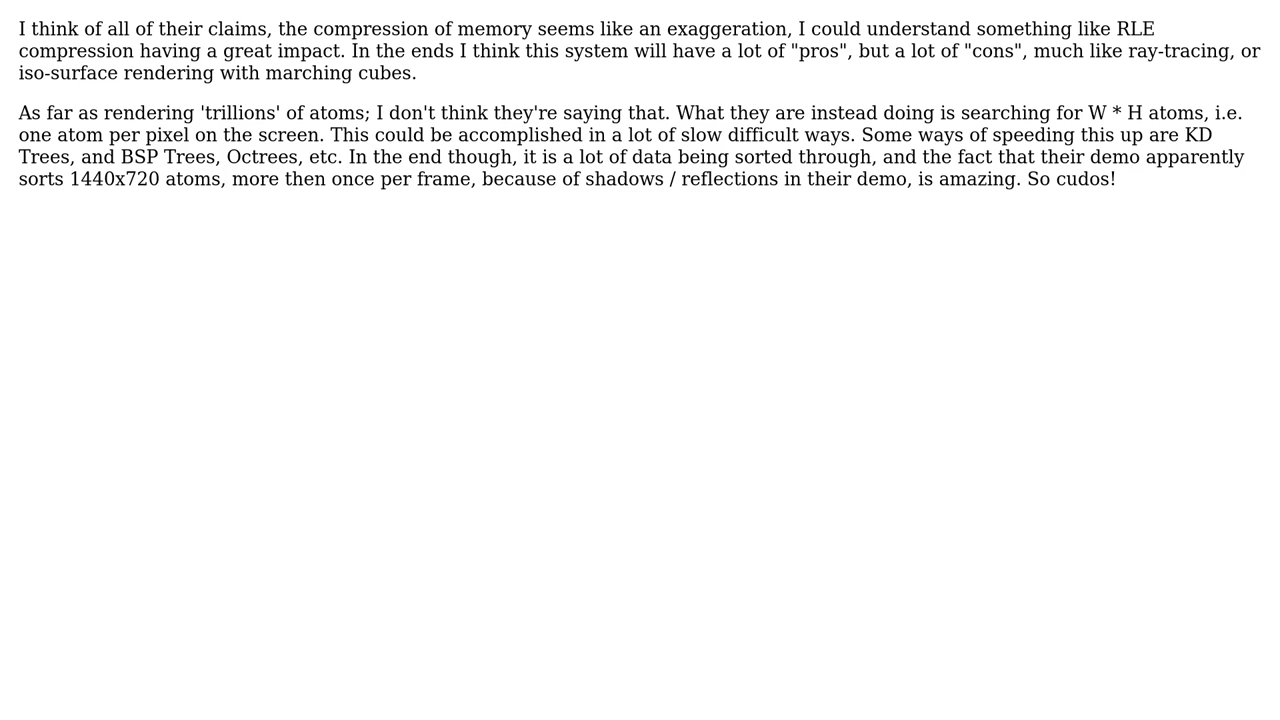 I think of all of their claims, the compression of memory seems like an exaggeration, I could understand something like RLE
compression having a great impact. In the ends I think this system will have a lot of "pros", but a lot of "cons", much like ray-tracing, or
iso-surface rendering with marching cubes.
As far as rendering 'trillions' of atoms; I don't think they're saying that. What they are instead doing is searching for W * H atoms, i.e.
one atom per pixel on the screen. This could be accomplished in a lot of slow difficult ways. Some ways of speeding this up are KD
Trees, and BSP Trees, Octrees, etc. In the end though, it is a lot of data being sorted through, and the fact that their demo apparently
sorts 1440x720 atoms, more then once per frame, because of shadows / reflections in their demo, is amazing. So cudos!